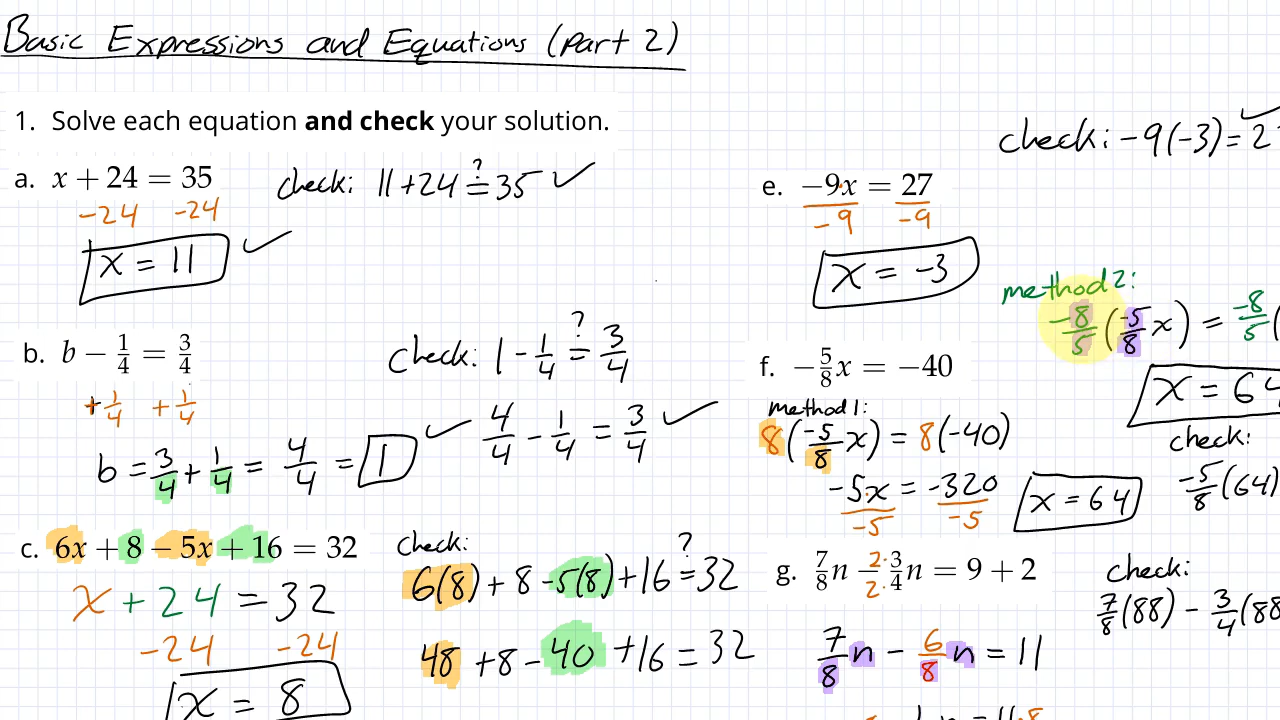 Basic Expressions and Equations (part 2)
1. Solve each equation and check your solution.
a. x + 24 = 35
-24 -24
x = 11 ✓
check: 11 + 24 ≟ 35 ✓
b. b − 1/4 = 3/4
+1/4 +1/4
b = 3/4 + 1/4 = 4/4 = 1 ✓
check: 1 - 1/4 ≟ 3/4
4/4 - 1/4 = 3/4 ✓
c. 6x + 8 − 5x + 16 = 32
x + 24 = 32
-24 -24
x = 8
check:
6(8) + 8 - 5(8) + 16 ≟ 32
48 + 8 - 40 + 16 = 32
e. −9x = 27
-9 -9
x = -3
check: -9(-3) = 2
f. −5/8x = −40
method 1:
8(-5/8 x) = 8(-40)
-5x = -320
-5 -5
x = 64
method 2:
-8/5(-5/8 x) = -8/5(
x = 64
check:
-5/8(64)
g. 7/8n − 2·3/2·4n = 9 + 2
7/8 n - 6/8 n = 11
check:
7/8(88) - 3/4(88